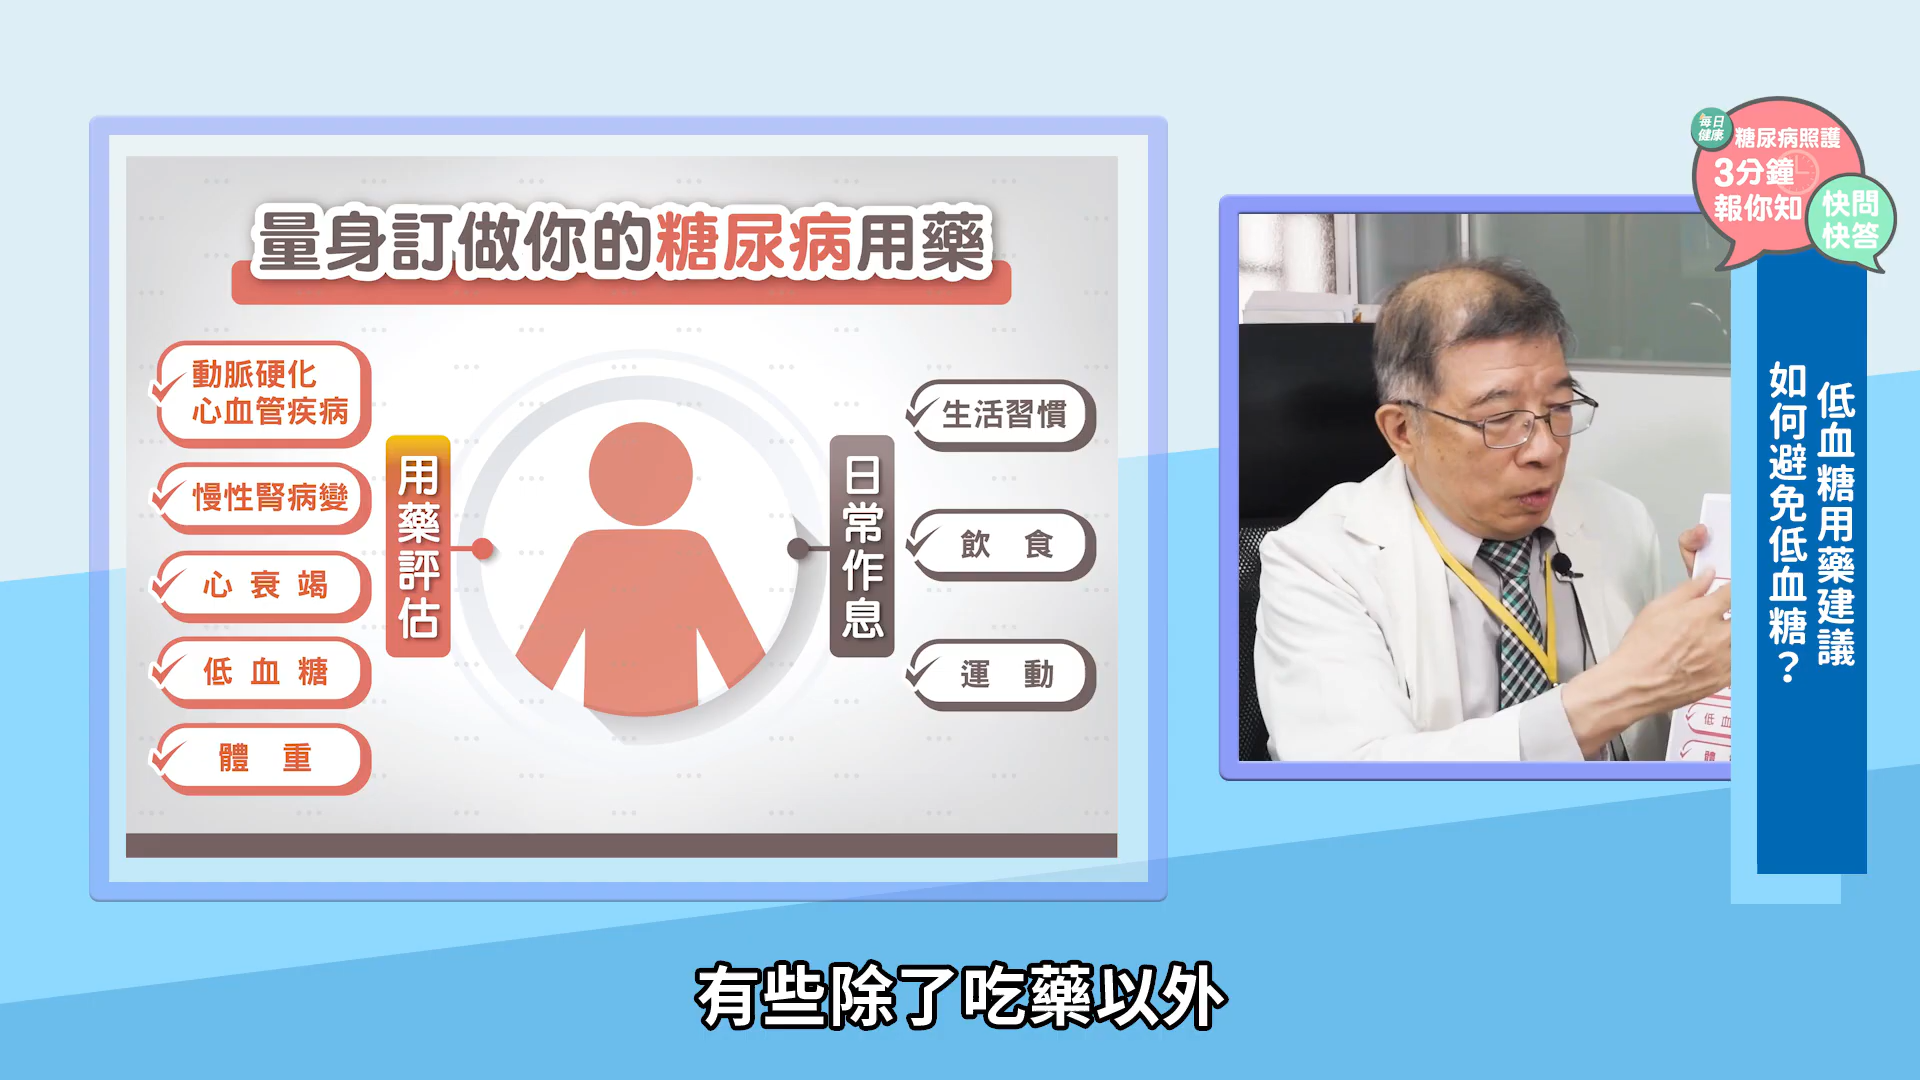 量身訂做你的糖尿病用藥
動脈硬化
心血管疾病
慢性腎病變
心衰竭
低血糖
體重
用藥評估
日常作息
生活習慣
飲食
運動
每日
健康
糖尿病照護
3分鐘
報你知
快問
快答
低血糖用藥建議
如何避免低血糖？
低血
有些除了吃藥以外